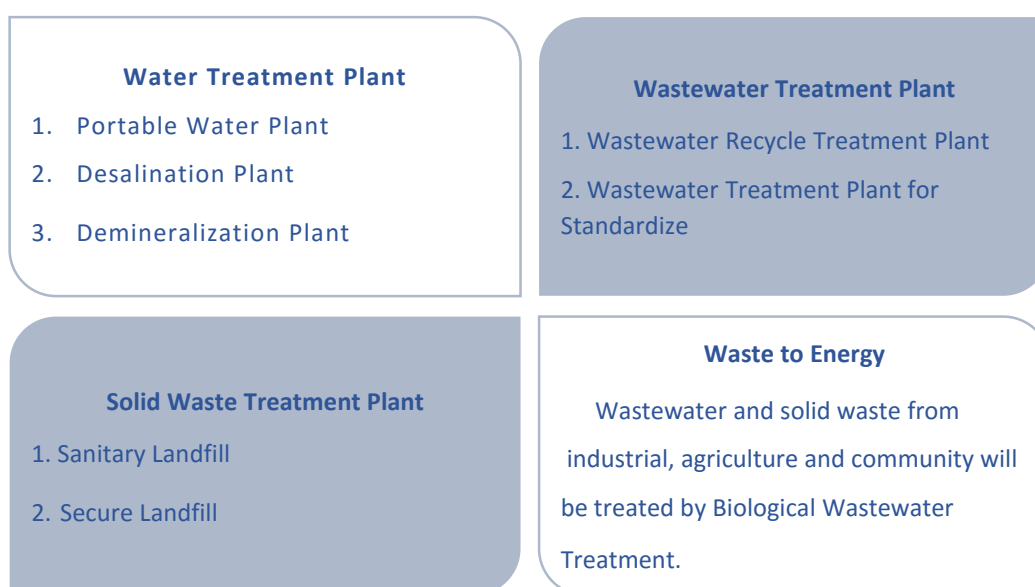 Water Treatment Plant
1. Portable Water Plant
2. Desalination Plant
3. Demineralization Plant
Wastewater Treatment Plant
1. Wastewater Recycle Treatment Plant
2. Wastewater Treatment Plant for
Standardize
Solid Waste Treatment Plant
1. Sanitary Landfill
2. Secure Landfill
Waste to Energy
Wastewater and solid waste from
industrial, agriculture and community will
be treated by Biological Wastewater
Treatment.